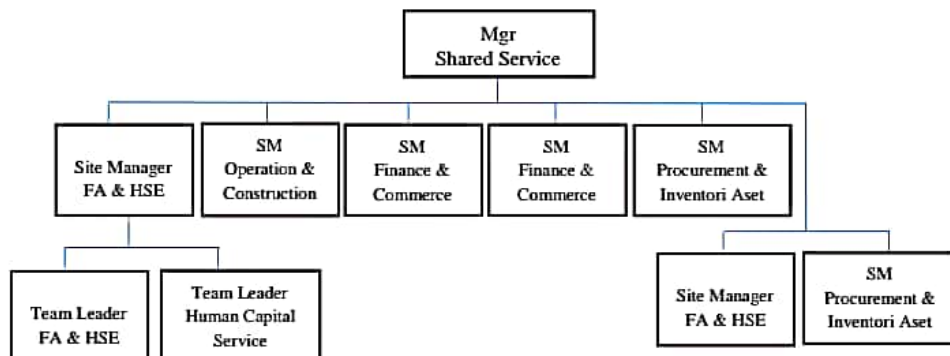 Mgr
Shared Service
Site Manager
FA & HSE
SM
Operation &
Construction
SM
Finance &
Commerce
SM
Finance &
Commerce
SM
Procurement &
Inventori Aset
Team Leader
FA & HSE
Team Leader
Human Capital
Service
Site Manager
FA & HSE
SM
Procurement &
Inventori Aset